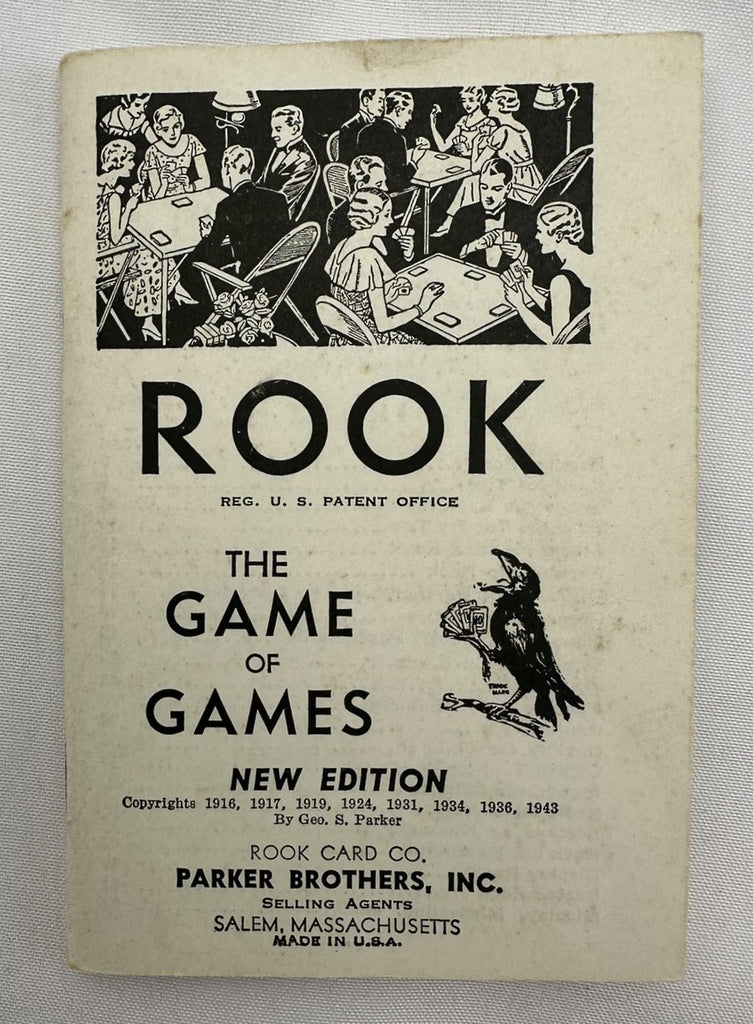 ROOK
REG. U. S. PATENT OFFICE
THE
GAME
OF
GAMES
NEW EDITION
Copyrights 1916, 1917, 1919, 1924, 1931, 1934, 1936, 1943
By Geo. S. Parker
ROOK CARD CO.
PARKER BROTHERS, INC.
SELLING AGENTS
SALEM, MASSACHUSETTS
MADE IN U.S.A.